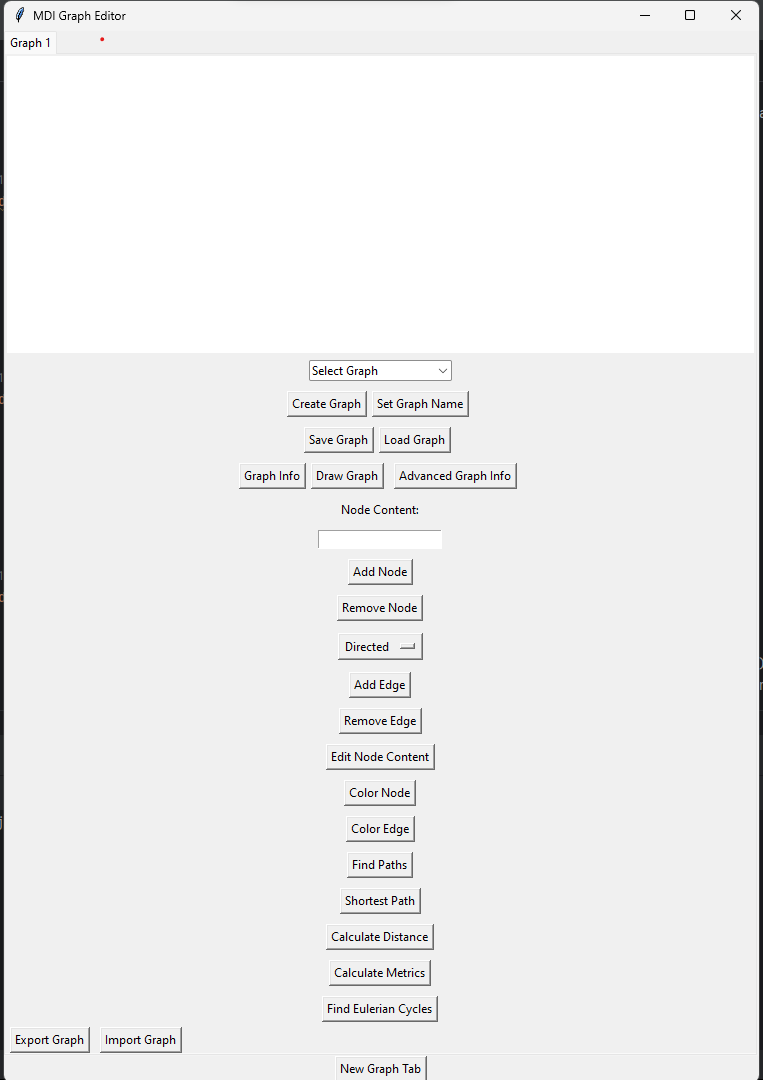 MDI Graph Editor
Graph 1
Select Graph
Create Graph Set Graph Name
Save Graph Load Graph
Graph Info Draw Graph Advanced Graph Info
Node Content:
Add Node
Remove Node
Directed
Add Edge
Remove Edge
Edit Node Content
Color Node
Color Edge
Find Paths
Shortest Path
Calculate Distance
Calculate Metrics
Find Eulerian Cycles
Export Graph Import Graph
New Graph Tab